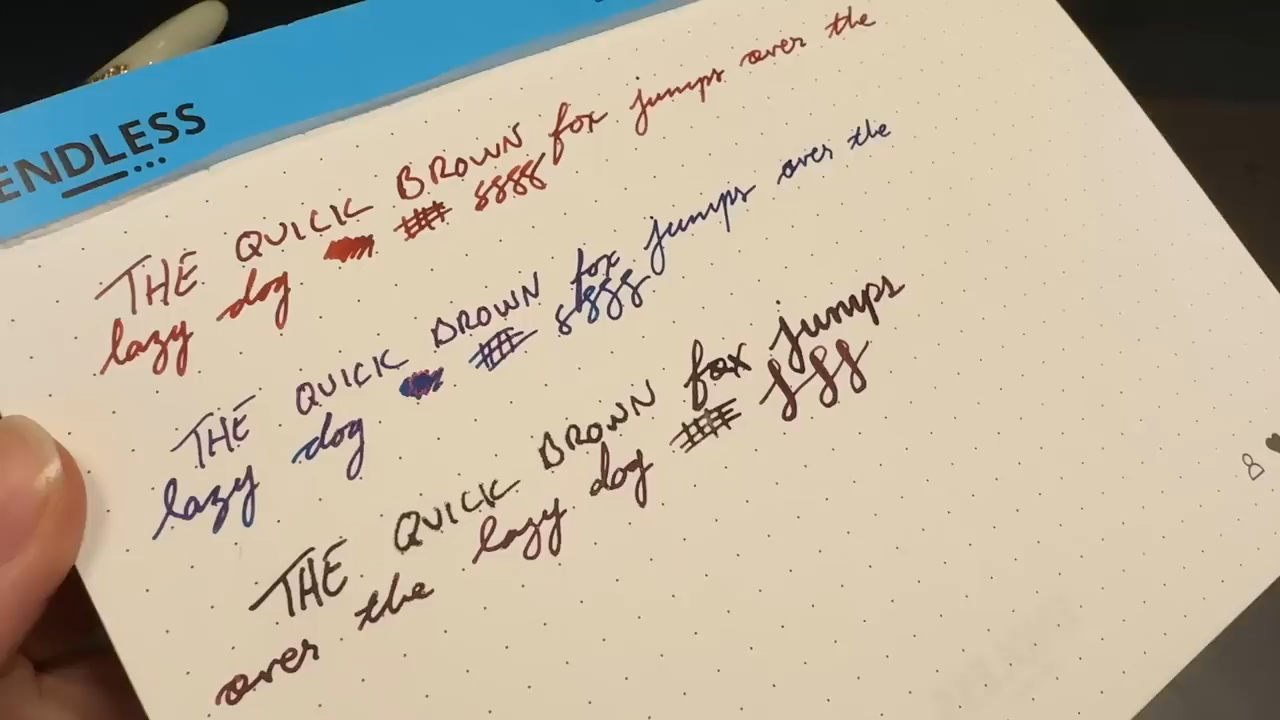 ENDLESS
THE QUICK BROWN fox jumps over the
lazy dog
THE QUICK BROWN fox jumps over the
lazy dog
THE QUICK BROWN fox jumps
over the lazy dog
8